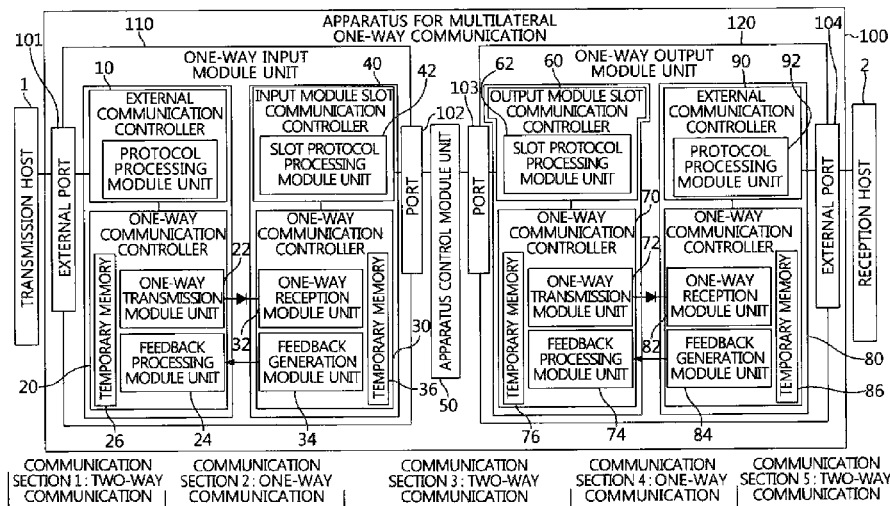 APPARATUS FOR MULTILATERAL
ONE-WAY COMMUNICATION
100
110
120
101
104
1
2
TRANSMISSION HOST
EXTERNAL PORT
ONE-WAY INPUT
MODULE UNIT
10
EXTERNAL
COMMUNICATION
CONTROLLER
PROTOCOL
PROCESSING
MODULE UNIT
40
42
INPUT MODULE SLOT
COMMUNICATION
CONTROLLER
SLOT PROTOCOL
PROCESSING
MODULE UNIT
ONE-WAY
COMMUNICATION
CONTROLLER
22
TEMPORARY MEMORY
ONE-WAY
TRANSMISSION
MODULE UNIT
FEEDBACK
PROCESSING
MODULE UNIT
20
26
24
ONE-WAY
COMMUNICATION
CONTROLLER
ONE-WAY
RECEPTION
MODULE UNIT
32
FEEDBACK
GENERATION
MODULE UNIT
TEMPORARY MEMORY
30
36
34
102
PORT
APPARATUS CONTROL MODULE UNIT
50
103
PORT
ONE-WAY OUTPUT
MODULE UNIT
62
60
OUTPUT MODULE SLOT
COMMUNICATION
CONTROLLER
SLOT PROTOCOL
PROCESSING
MODULE UNIT
90
92
EXTERNAL
COMMUNICATION
CONTROLLER
PROTOCOL
PROCESSING
MODULE UNIT
70
ONE-WAY
COMMUNICATION
CONTROLLER
72
TEMPORARY MEMORY
ONE-WAY
TRANSMISSION
MODULE UNIT
FEEDBACK
PROCESSING
MODULE UNIT
76
74
ONE-WAY
COMMUNICATION
CONTROLLER
ONE-WAY
RECEPTION
MODULE UNIT
82
FEEDBACK
GENERATION
MODULE UNIT
TEMPORARY MEMORY
80
86
84
EXTERNAL PORT
RECEPTION HOST
COMMUNICATION
SECTION 1 : TWO-WAY
COMMUNICATION
COMMUNICATION
SECTION 2 : ONE-WAY
COMMUNICATION
COMMUNICATION
SECTION 3 : TWO-WAY
COMMUNICATION
COMMUNICATION
SECTION 4 : ONE-WAY
COMMUNICATION
COMMUNICATION
SECTION 5 : TWO-WAY
COMMUNICATION